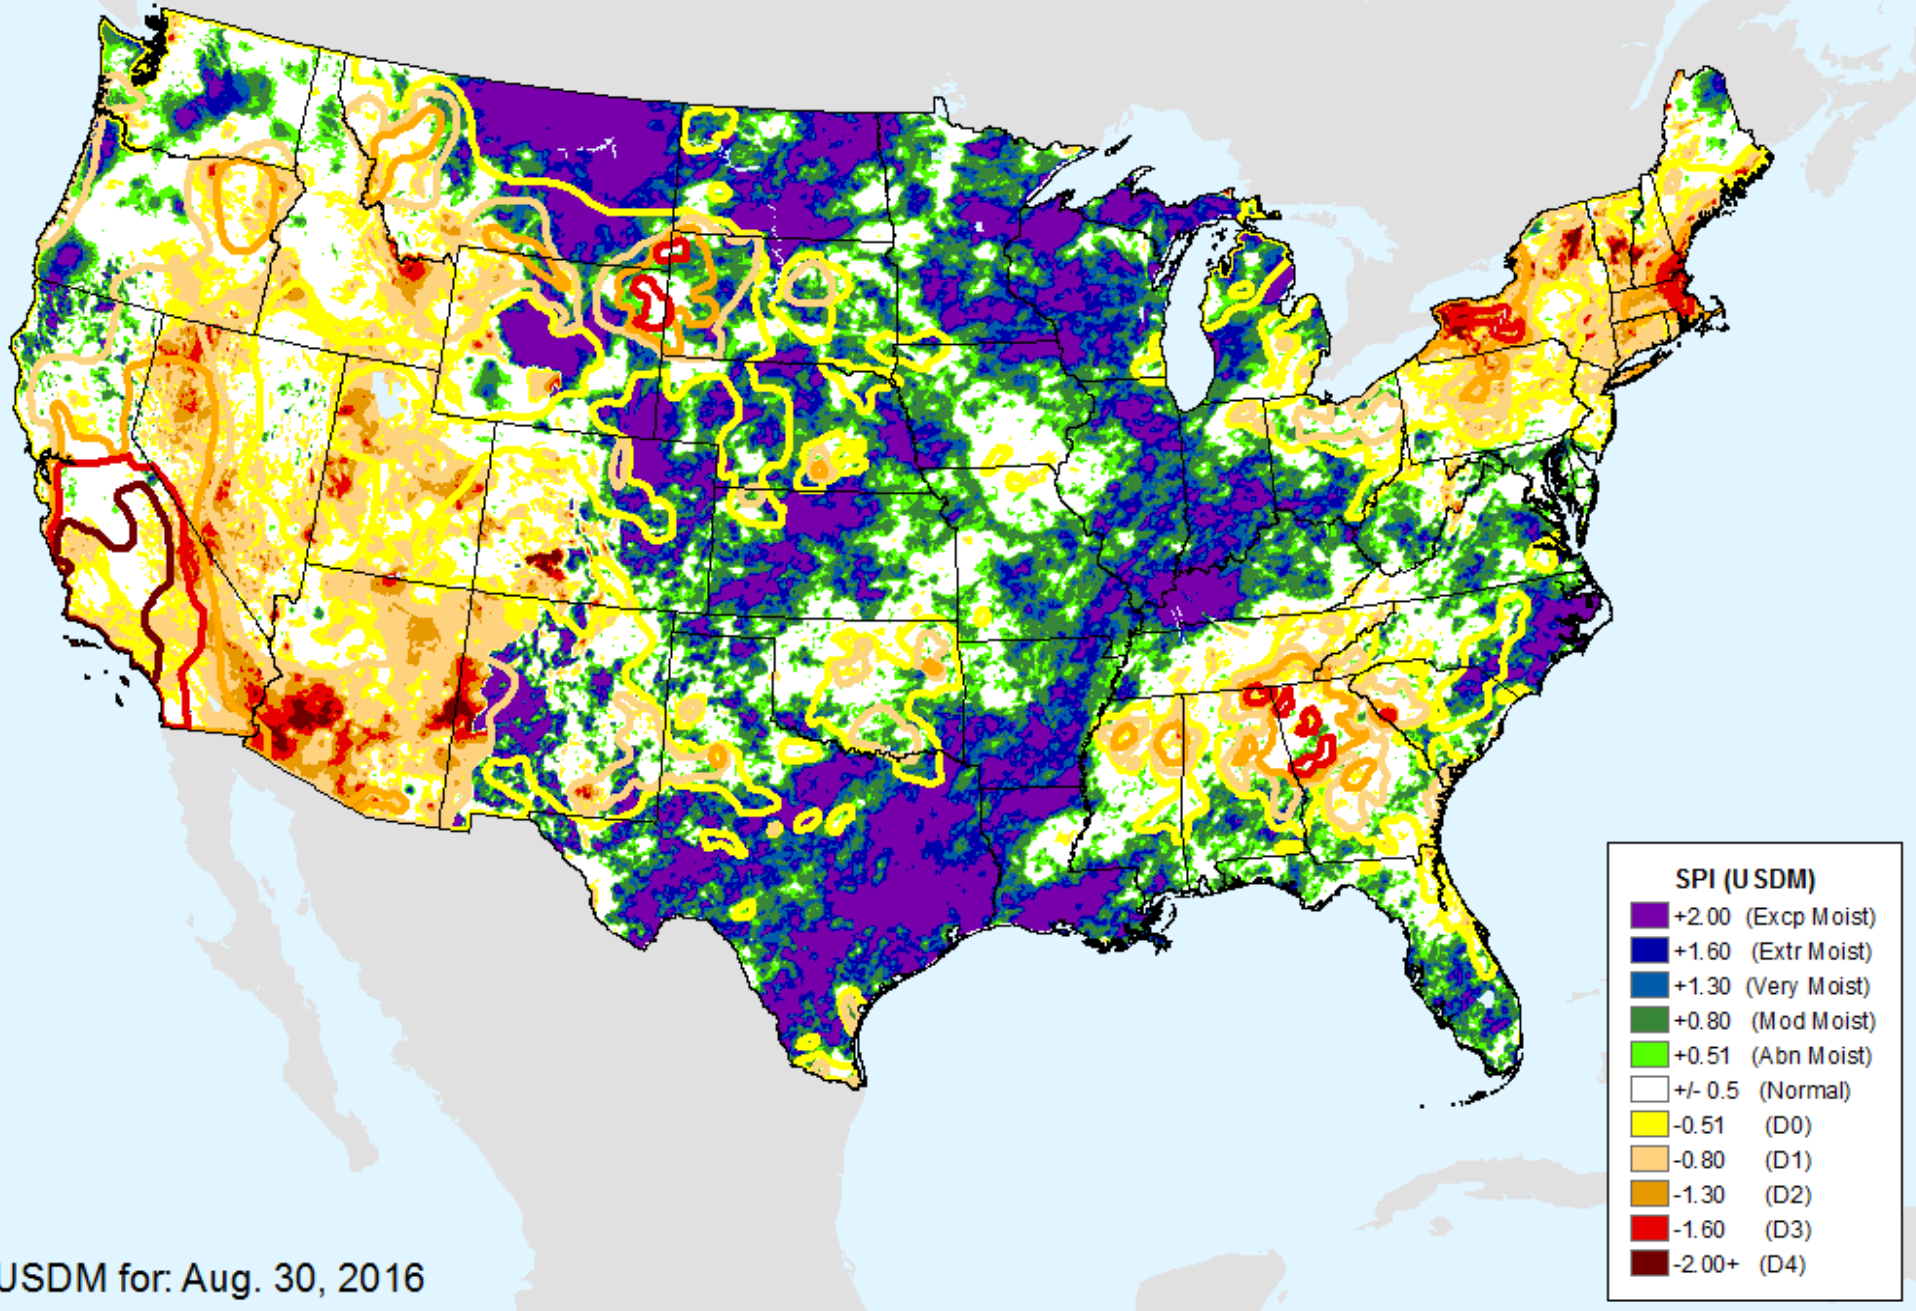 SPI (USDM)
+2.00 (Excp Moist)
+1.60 (Extr Moist)
+1.30 (Very Moist)
+0.80 (Mod Moist)
+0.51 (Abn Moist)
+/- 0.5 (Normal)
-0.51 (D0)
-0.80 (D1)
-1.30 (D2)
-1.60 (D3)
-2.00+ (D4)
USDM for: Aug. 30, 2016